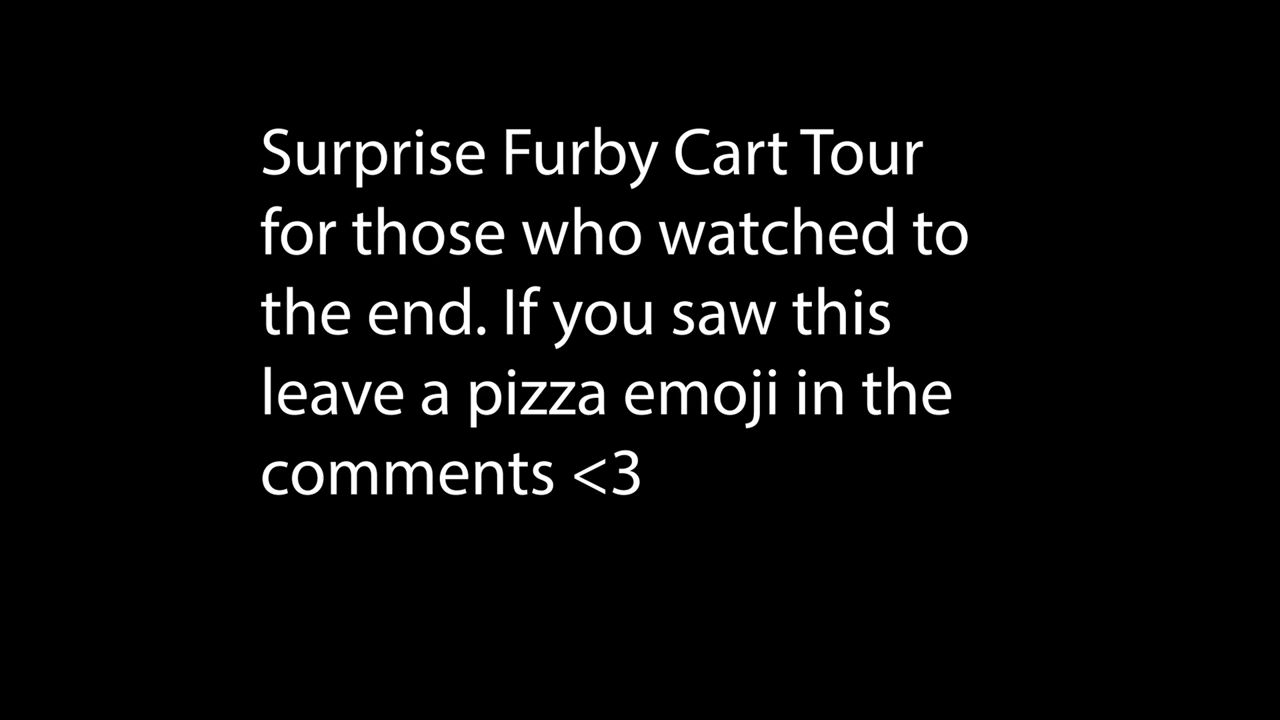 Surprise Furby Cart Tour
for those who watched to
the end. If you saw this
leave a pizza emoji in the
comments <3